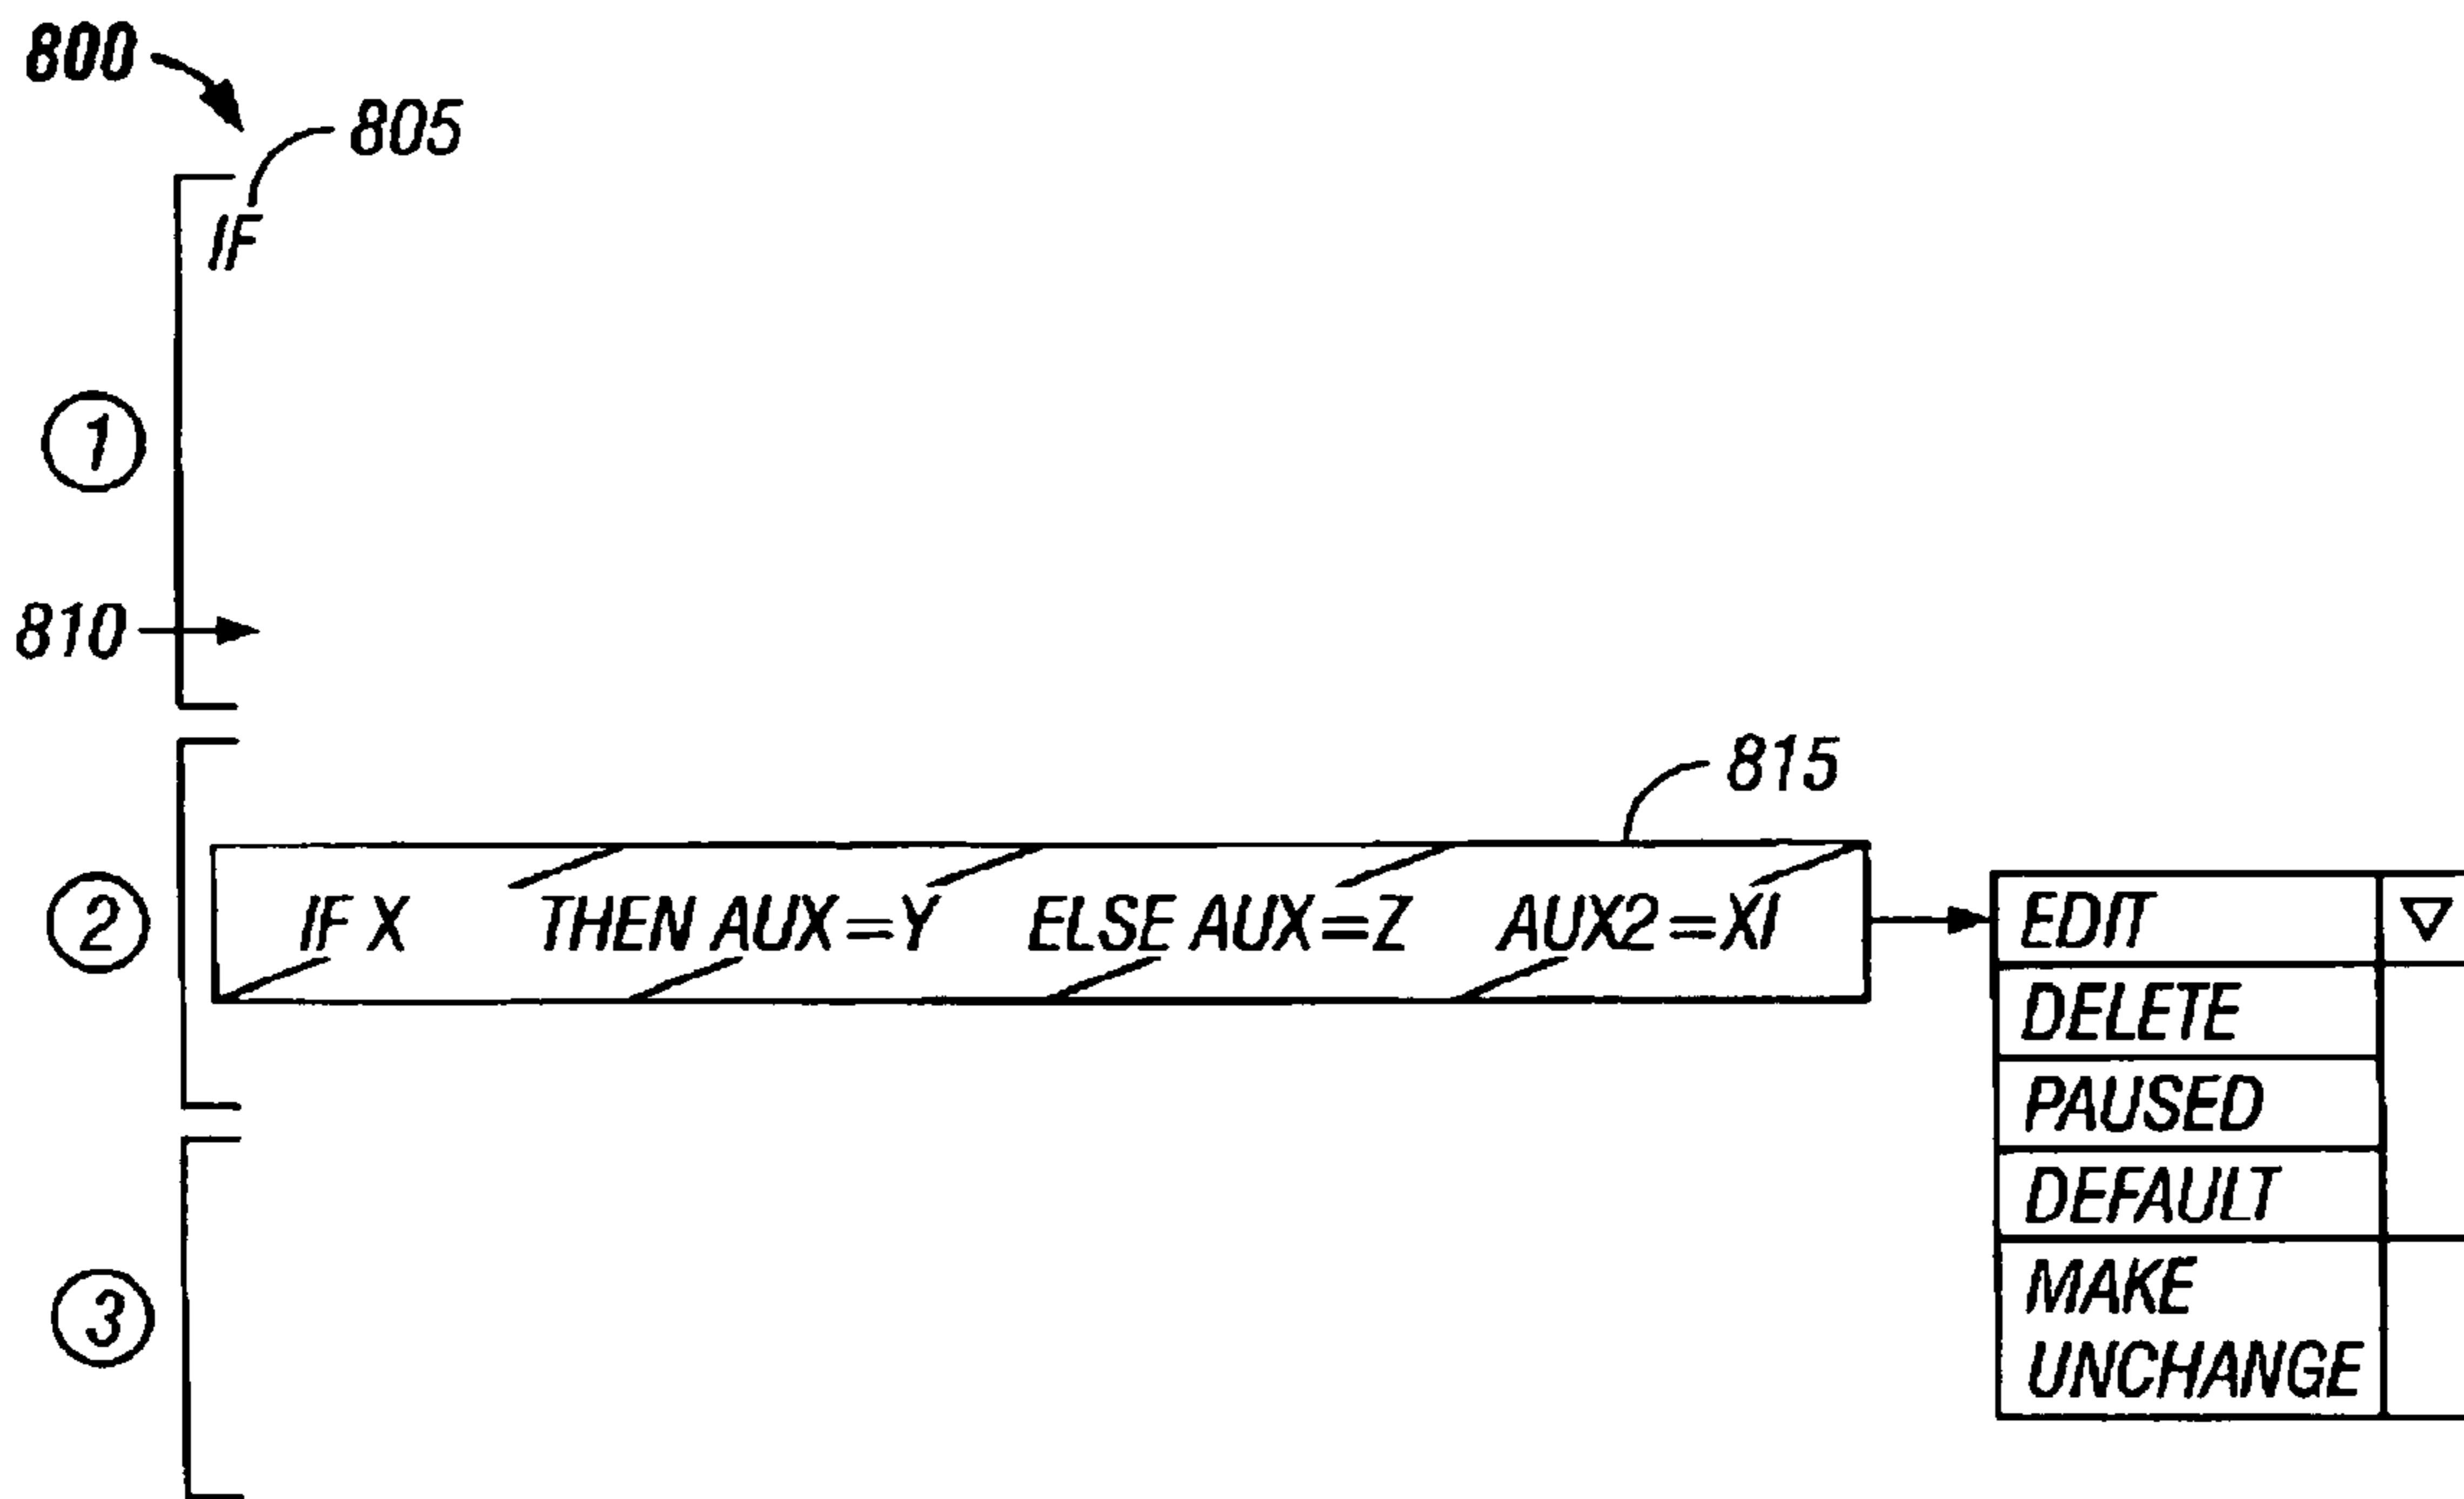 800
805
IF
1
810
815
2
IF X THEN AUX=Y ELSE AUX=Z AUX2=XI
EDIT
DELETE
PAUSED
DEFAULT
MAKE
UNCHANGE
3